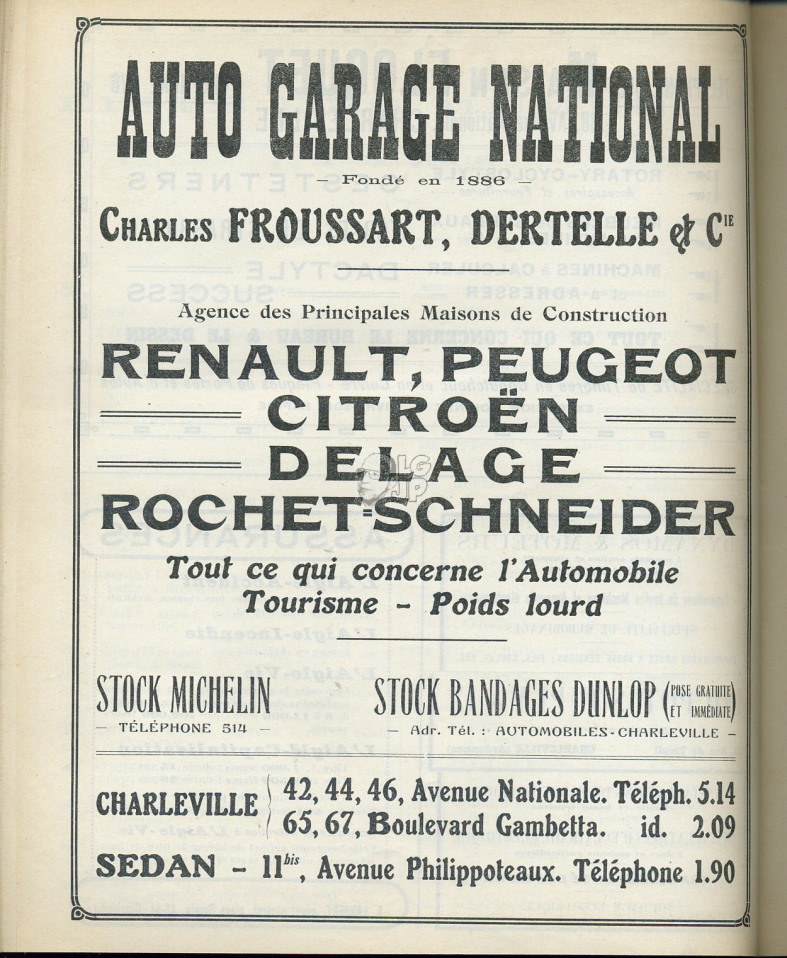 AUTO GARAGE NATIONAL
— Fondé en 1886 —
CHARLES FROUSSART, DERTELLE & CIE
Agence des Principales Maisons de Construction
RENAULT, PEUGEOT
CITROËN
DELAGE
ROCHET=SCHNEIDER
Tout ce qui concerne l'Automobile
Tourisme - Poids lourd
STOCK MICHELIN
— TÉLÉPHONE 514 —
STOCK BANDAGES DUNLOP (POSE GRATUITE ET IMMÉDIATE)
— Adr. Tél. : AUTOMOBILES-CHARLEVILLE —
CHARLEVILLE
42, 44, 46, Avenue Nationale. Téléph. 5.14
65, 67, Boulevard Gambetta. id. 2.09
SEDAN - 11bis, Avenue Philippoteaux. Téléphone 1.90